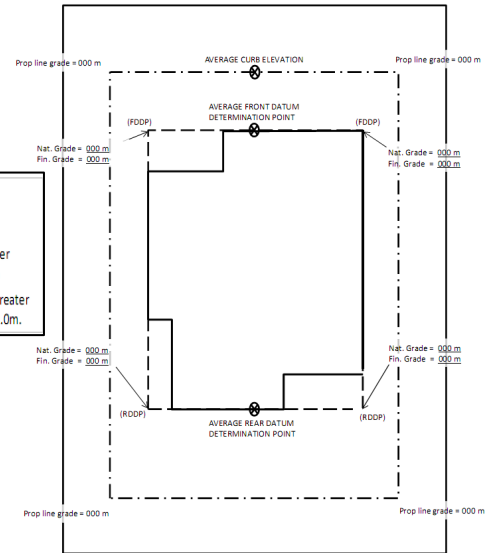 Prop line grade = 000 m
AVERAGE CURB ELEVATION
Prop line grade = 000 m
AVERAGE FRONT DATUM
DETERMINATION POINT
(FDDP)
(FDDP)
Nat. Grade = 000 m
Fin. Grade = 000 m
Nat. Grade = 000 m
Fin. Grade = 000 m
er
reater
.0m.
Nat. Grade = 000 m
Fin. Grade = 000 m
Nat. Grade = 000 m
Fin. Grade = 000 m
(RDDP)
(RDDP)
AVERAGE REAR DATUM
DETERMINATION POINT
Prop line grade = 000 m
Prop line grade = 000 m